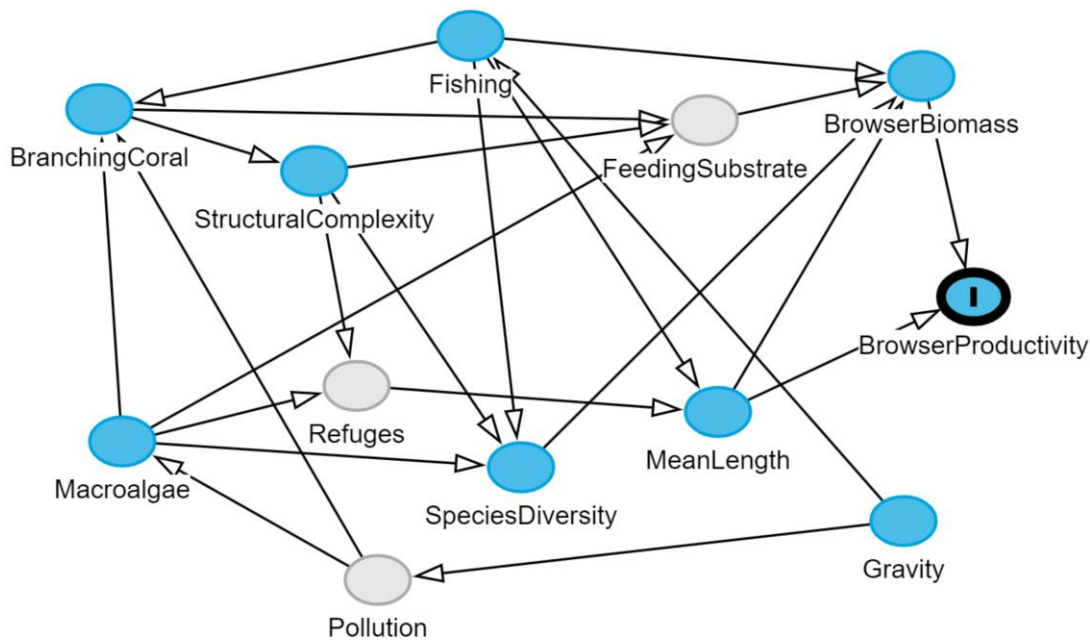 Fishing
BrowserBiomass
BranchingCoral
FeedingSubstrate
StructuralComplexity
I
BrowserProductivity
Refuges
MeanLength
Macroalgae
SpeciesDiversity
Gravity
Pollution